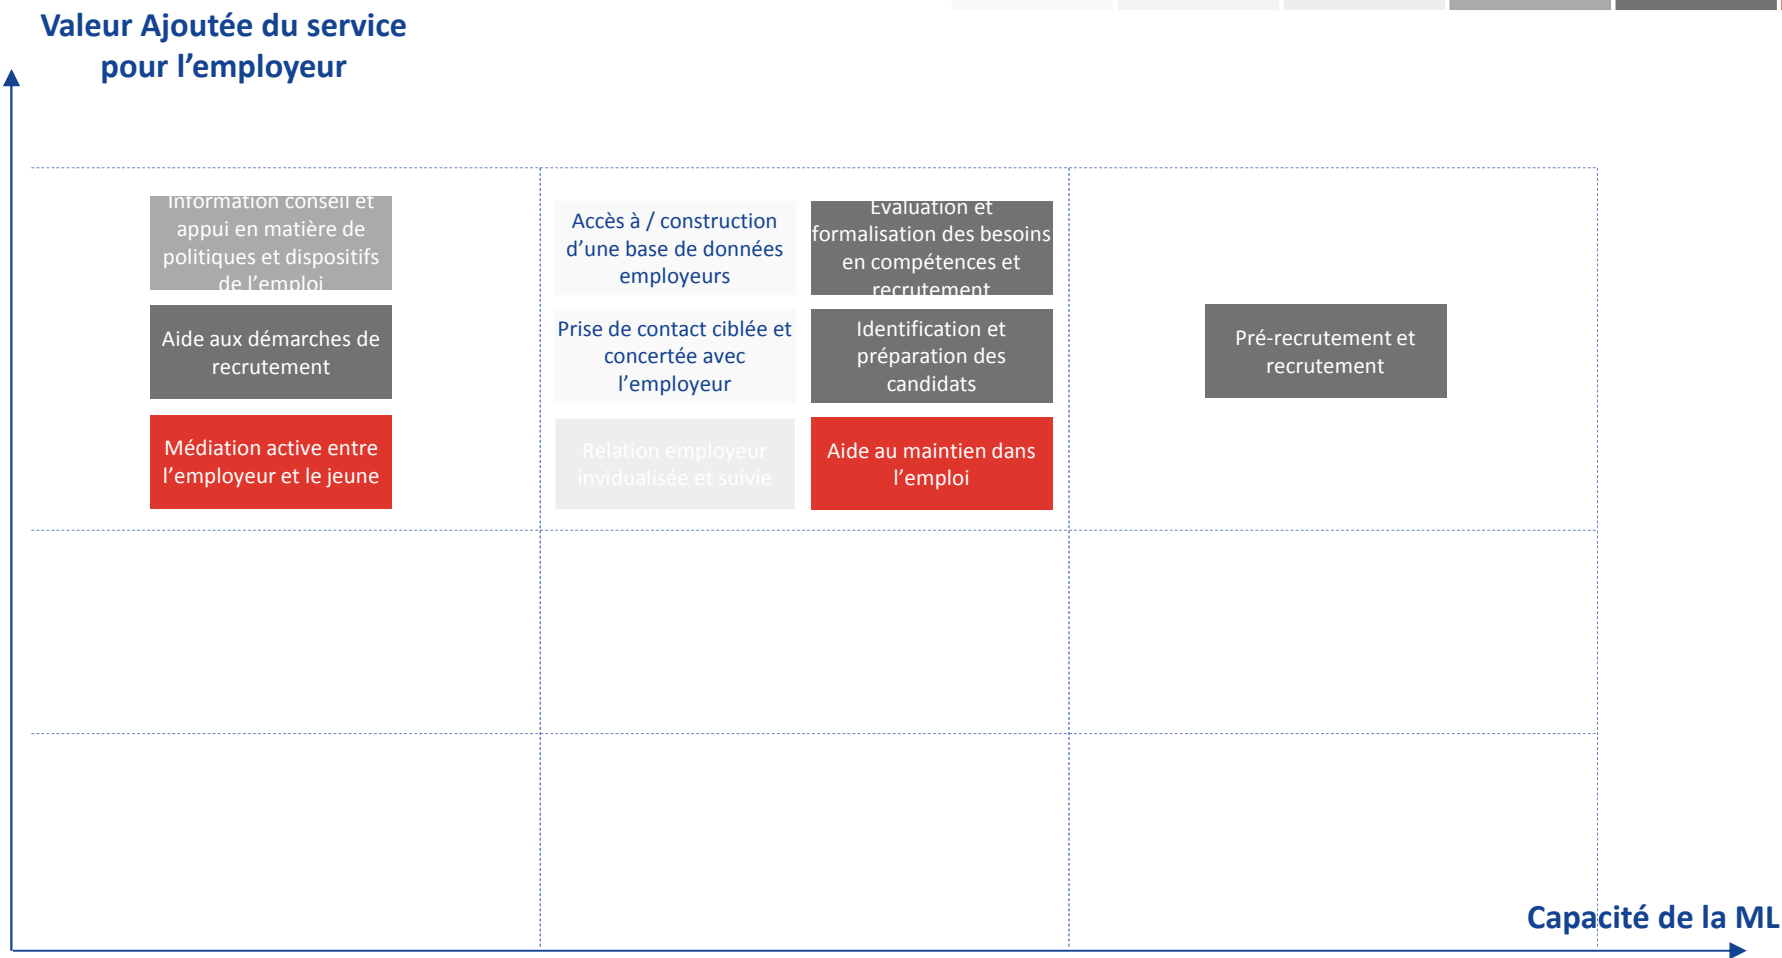 Valeur Ajoutée du service
pour l’employeur
Information conseil et
appui en matière de
politiques et dispositifs
de l’emploi
Aide aux démarches de
recrutement
Médiation active entre
l’employeur et le jeune
Accès à / construction
d’une base de données
employeurs
Prise de contact ciblée et
concertée avec
l’employeur
Relation employeur
invidualisée et suivie
Evaluation et
formalisation des besoins
en compétences et
recrutement
Identification et
préparation des
candidats
Aide au maintien dans
l’emploi
Pré-recrutement et
recrutement
Capacité de la ML